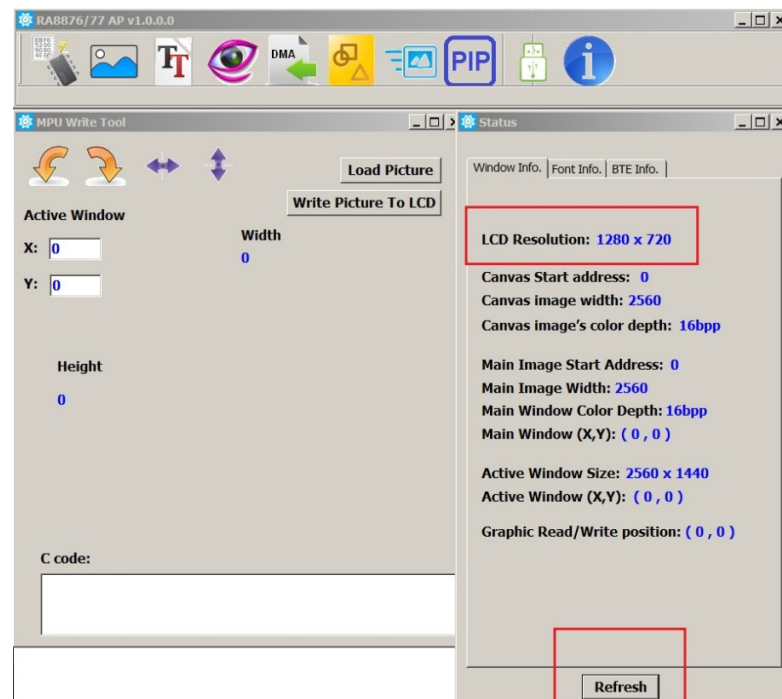 RA8876/77 AP v1.0.0.0
TT
DMA
PIP
MPU Write Tool
Load Picture
Write Picture To LCD
Active Window
Width
X: 0
0
Y: 0
Height
0
C code:
Status
Window Info. Font Info. BTE Info.
LCD Resolution: 1280 x 720
Canvas Start address: 0
Canvas image width: 2560
Canvas image's color depth: 16bpp
Main Image Start Address: 0
Main Image Width: 2560
Main Window Color Depth: 16bpp
Main Window (X,Y): ( 0 , 0 )
Active Window Size: 2560 x 1440
Active Window (X,Y): ( 0 , 0 )
Graphic Read/Write position: ( 0 , 0 )
Refresh